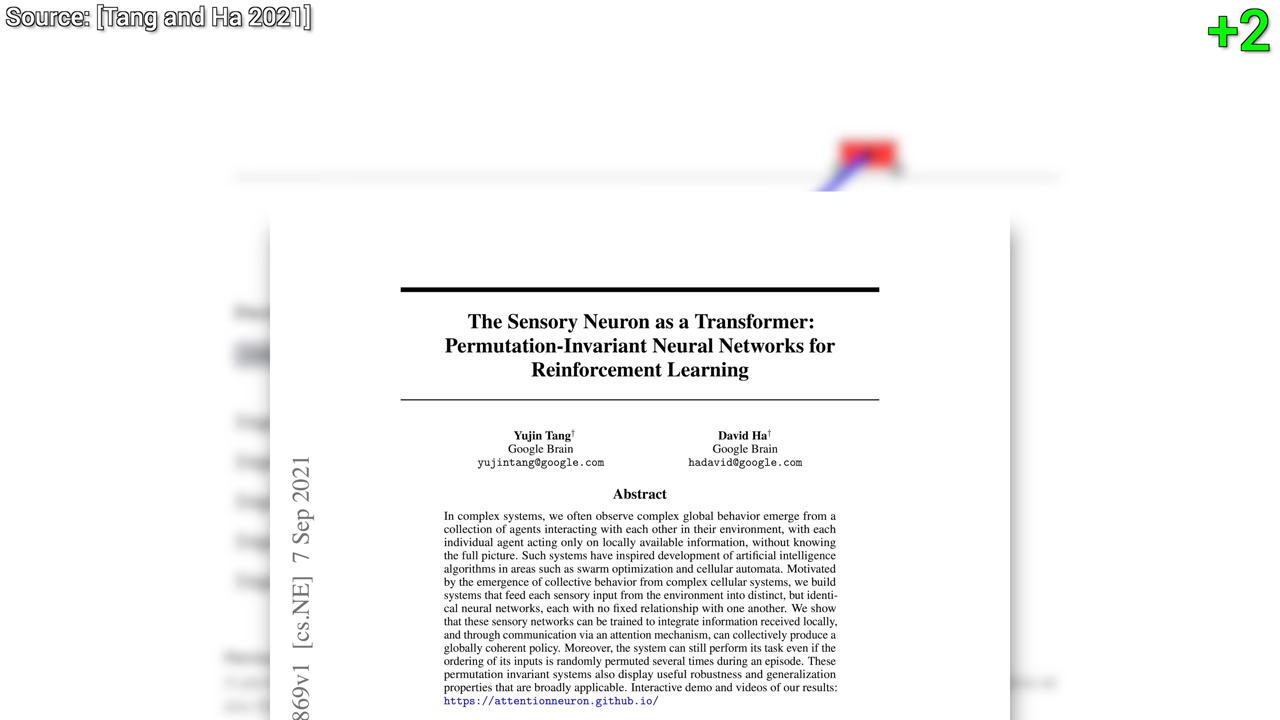 Source: [Tang and Ha 2021]
+2
The Sensory Neuron as a Transformer:
Permutation-Invariant Neural Networks for
Reinforcement Learning
Yujin Tang†
Google Brain
yujintang@google.com
David Ha†
Google Brain
hadavid@google.com
Abstract
In complex systems, we often observe complex global behavior emerge from a
collection of agents interacting with each other in their environment, with each
individual agent acting only on locally available information, without knowing
the full picture. Such systems have inspired development of artificial intelligence
algorithms in areas such as swarm optimization and cellular automata. Motivated
by the emergence of collective behavior from complex cellular systems, we build
systems that feed each sensory input from the environment into distinct, but identi-
cal neural networks, each with no fixed relationship with one another. We show
that these sensory networks can be trained to integrate information received locally,
and through communication via an attention mechanism, can collectively produce a
globally coherent policy. Moreover, the system can still perform its task even if the
ordering of its inputs is randomly permuted several times during an episode. These
permutation invariant systems also display useful robustness and generalization
properties that are broadly applicable. Interactive demo and videos of our results:
https://attentionneuron.github.io/
869v1 [cs.NE] 7 Sep 2021